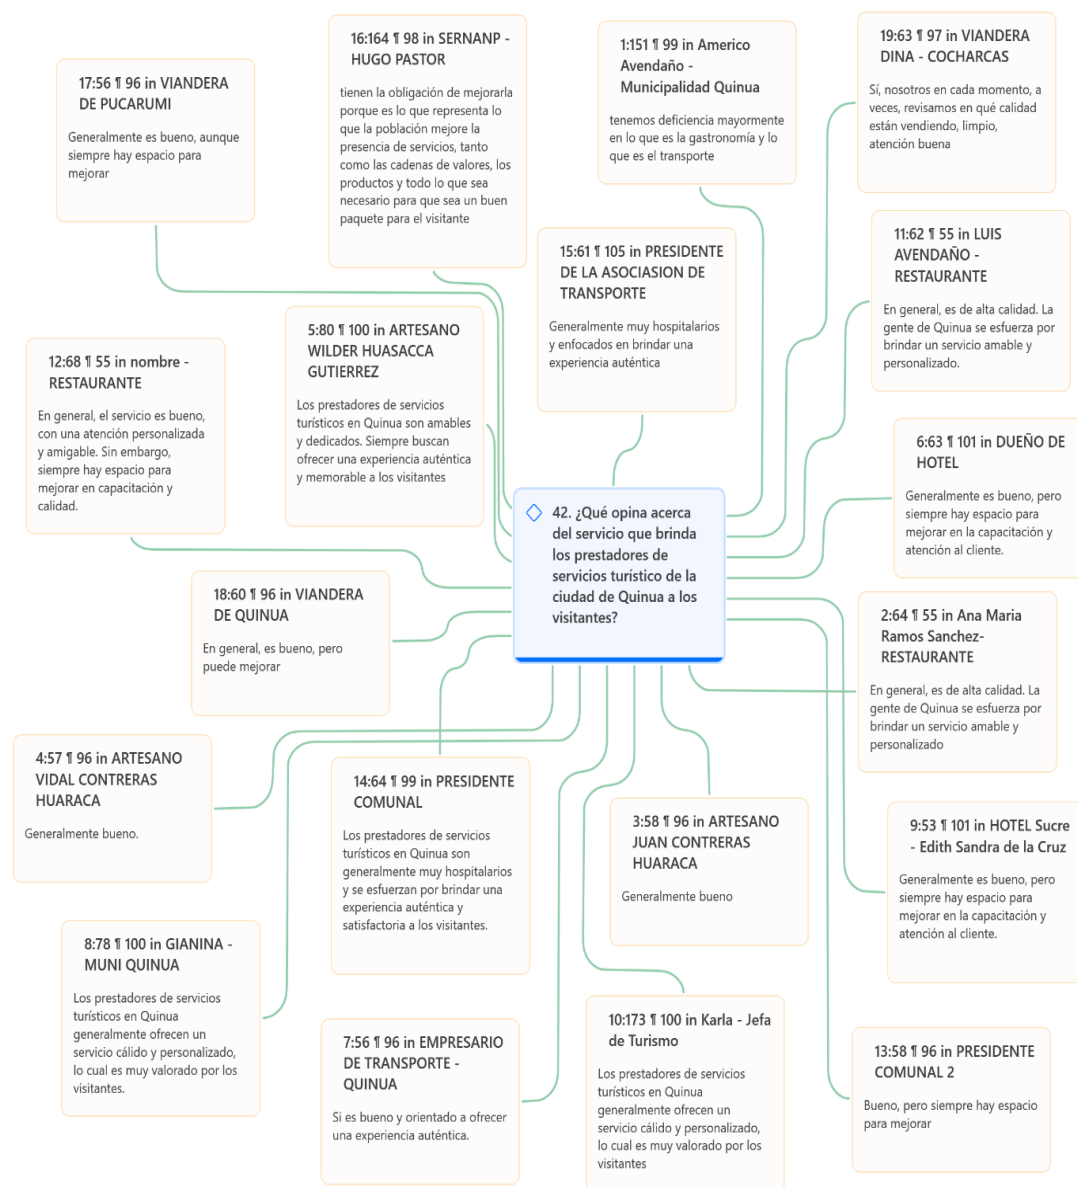 16:164 ¶ 98 in SERNANP -
HUGO PASTOR
tienen la obligación de mejorarla
porque es lo que representa lo
que la población mejore la
presencia de servicios, tanto
como las cadenas de valores, los
productos y todo lo que sea
necesario para que sea un buen
paquete para el visitante
1:151 ¶ 99 in Americo
Avendaño -
Municipalidad Quinua
tenemos deficiencia mayormente
en lo que es la gastronomía y lo
que es el transporte
19:63 ¶ 97 in VIANDERA
DINA - COCHARCAS
Sí, nosotros en cada momento, a
veces, revisamos en qué calidad
están vendiendo, limpio,
atención buena
17:56 ¶ 96 in VIANDERA
DE PUCARUMI
Generalmente es bueno, aunque
siempre hay espacio para
mejorar
15:61 ¶ 105 in PRESIDENTE
DE LA ASOCIASION DE
TRANSPORTE
Generalmente muy hospitalarios
y enfocados en brindar una
experiencia auténtica
11:62 ¶ 55 in LUIS
AVENDAÑO -
RESTAURANTE
En general, es de alta calidad. La
gente de Quinua se esfuerza por
brindar un servicio amable y
personalizado.
5:80 ¶ 100 in ARTESANO
WILDER HUASACCA
GUTIERREZ
Los prestadores de servicios
turísticos en Quinua son amables
y dedicados. Siempre buscan
ofrecer una experiencia auténtica
y memorable a los visitantes
12:68 ¶ 55 in nombre -
RESTAURANTE
En general, el servicio es bueno,
con una atención personalizada
y amigable. Sin embargo,
siempre hay espacio para
mejorar en capacitación y
calidad.
6:63 ¶ 101 in DUEÑO DE
HOTEL
Generalmente es bueno, pero
siempre hay espacio para
mejorar en la capacitación y
atención al cliente.
42. ¿Qué opina acerca
del servicio que brinda
los prestadores de
servicios turístico de la
ciudad de Quinua a los
visitantes?
18:60 ¶ 96 in VIANDERA
DE QUINUA
En general, es bueno, pero
puede mejorar
2:64 ¶ 55 in Ana Maria
Ramos Sanchez-
RESTAURANTE
En general, es de alta calidad. La
gente de Quinua se esfuerza por
brindar un servicio amable y
personalizado
4:57 ¶ 96 in ARTESANO
VIDAL CONTRERAS
HUARACA
Generalmente bueno.
14:64 ¶ 99 in PRESIDENTE
COMUNAL
Los prestadores de servicios
turísticos en Quinua son
generalmente muy hospitalarios
y se esfuerzan por brindar una
experiencia auténtica y
satisfactoria a los visitantes.
3:58 ¶ 96 in ARTESANO
JUAN CONTRERAS
HUARACA
Generalmente bueno
9:53 ¶ 101 in HOTEL Sucre
- Edith Sandra de la Cruz
Generalmente es bueno, pero
siempre hay espacio para
mejorar en la capacitación y
atención al cliente.
8:78 ¶ 100 in GIANINA -
MUNI QUINUA
Los prestadores de servicios
turísticos en Quinua
generalmente ofrecen un
servicio cálido y personalizado,
lo cual es muy valorado por los
visitantes.
7:56 ¶ 96 in EMPRESARIO
DE TRANSPORTE -
QUINUA
Si es bueno y orientado a ofrecer
una experiencia auténtica.
10:173 ¶ 100 in Karla - Jefa
de Turismo
Los prestadores de servicios
turísticos en Quinua
generalmente ofrecen un
servicio cálido y personalizado,
lo cual es muy valorado por los
visitantes
13:58 ¶ 96 in PRESIDENTE
COMUNAL 2
Bueno, pero siempre hay espacio
para mejorar